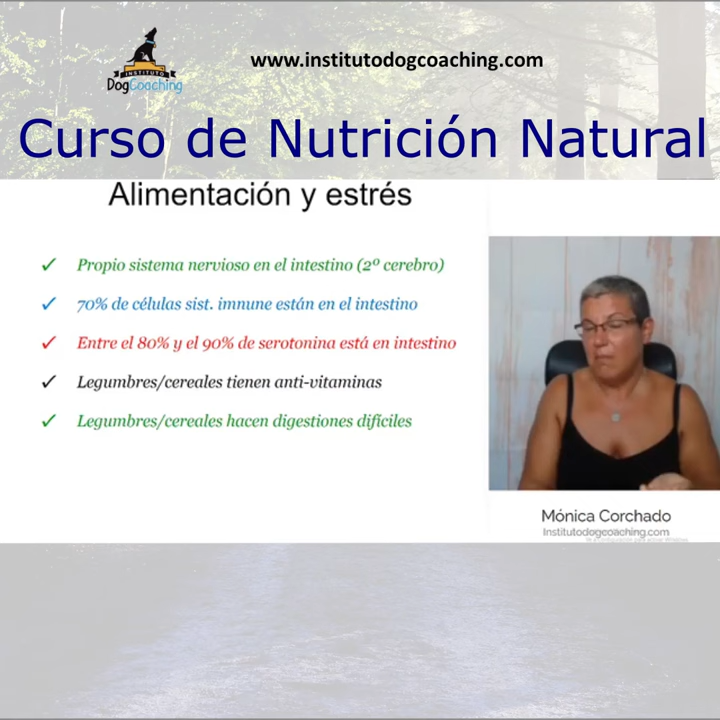 www.institutodogcoaching.com
INSTITUTO
DogCoaching
Curso de Nutrición Natural
Alimentación y estrés
✓ Propio sistema nervioso en el intestino (2º cerebro)
✓ 70% de células sist. imnune están en el intestino
✓ Entre el 80% y el 90% de serotonina está en intestino
✓ Legumbres/cereales tienen anti-vitaminas
✓ Legumbres/cereales hacen digestiones difíciles
Mónica Corchado
Institutodogcoaching.com